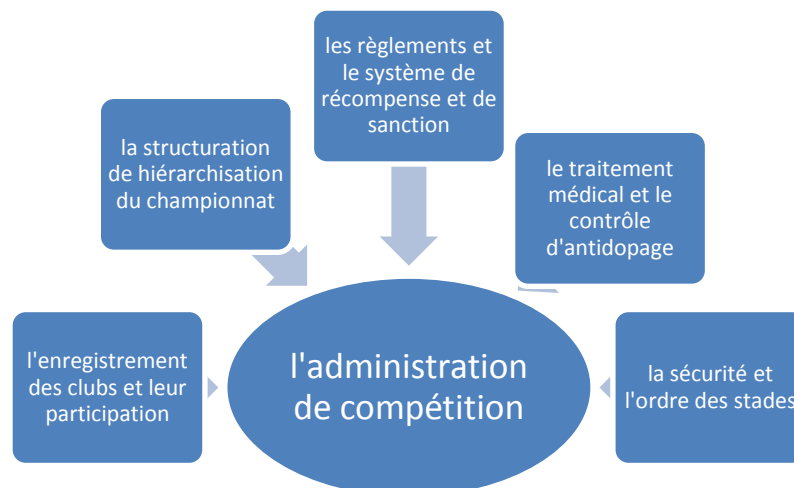 les règlements et
le système de
récompense et de
sanction
la structuration
de hiérarchisation
du championnat
le traitement
médical et le
contrôle
d'antidopage
l'enregistrement
des clubs et leur
participation
l'administration
de compétition
la sécurité et
l'ordre des stades